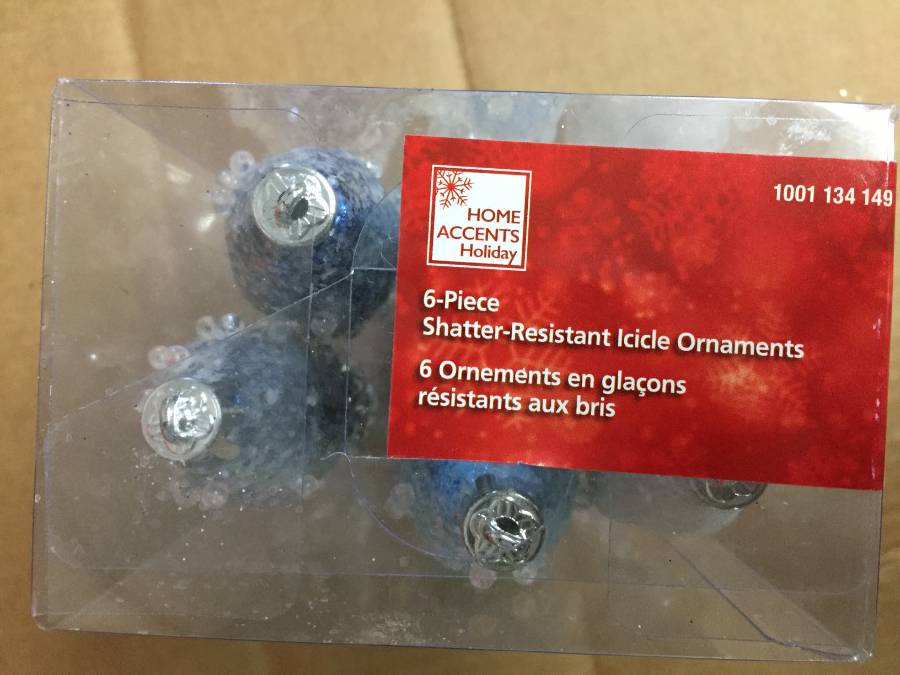 HOME
ACCENTS
Holiday
1001 134 149
6-Piece
Shatter-Resistant Icicle Ornaments
6 Ornements en glaçons
résistants aux bris